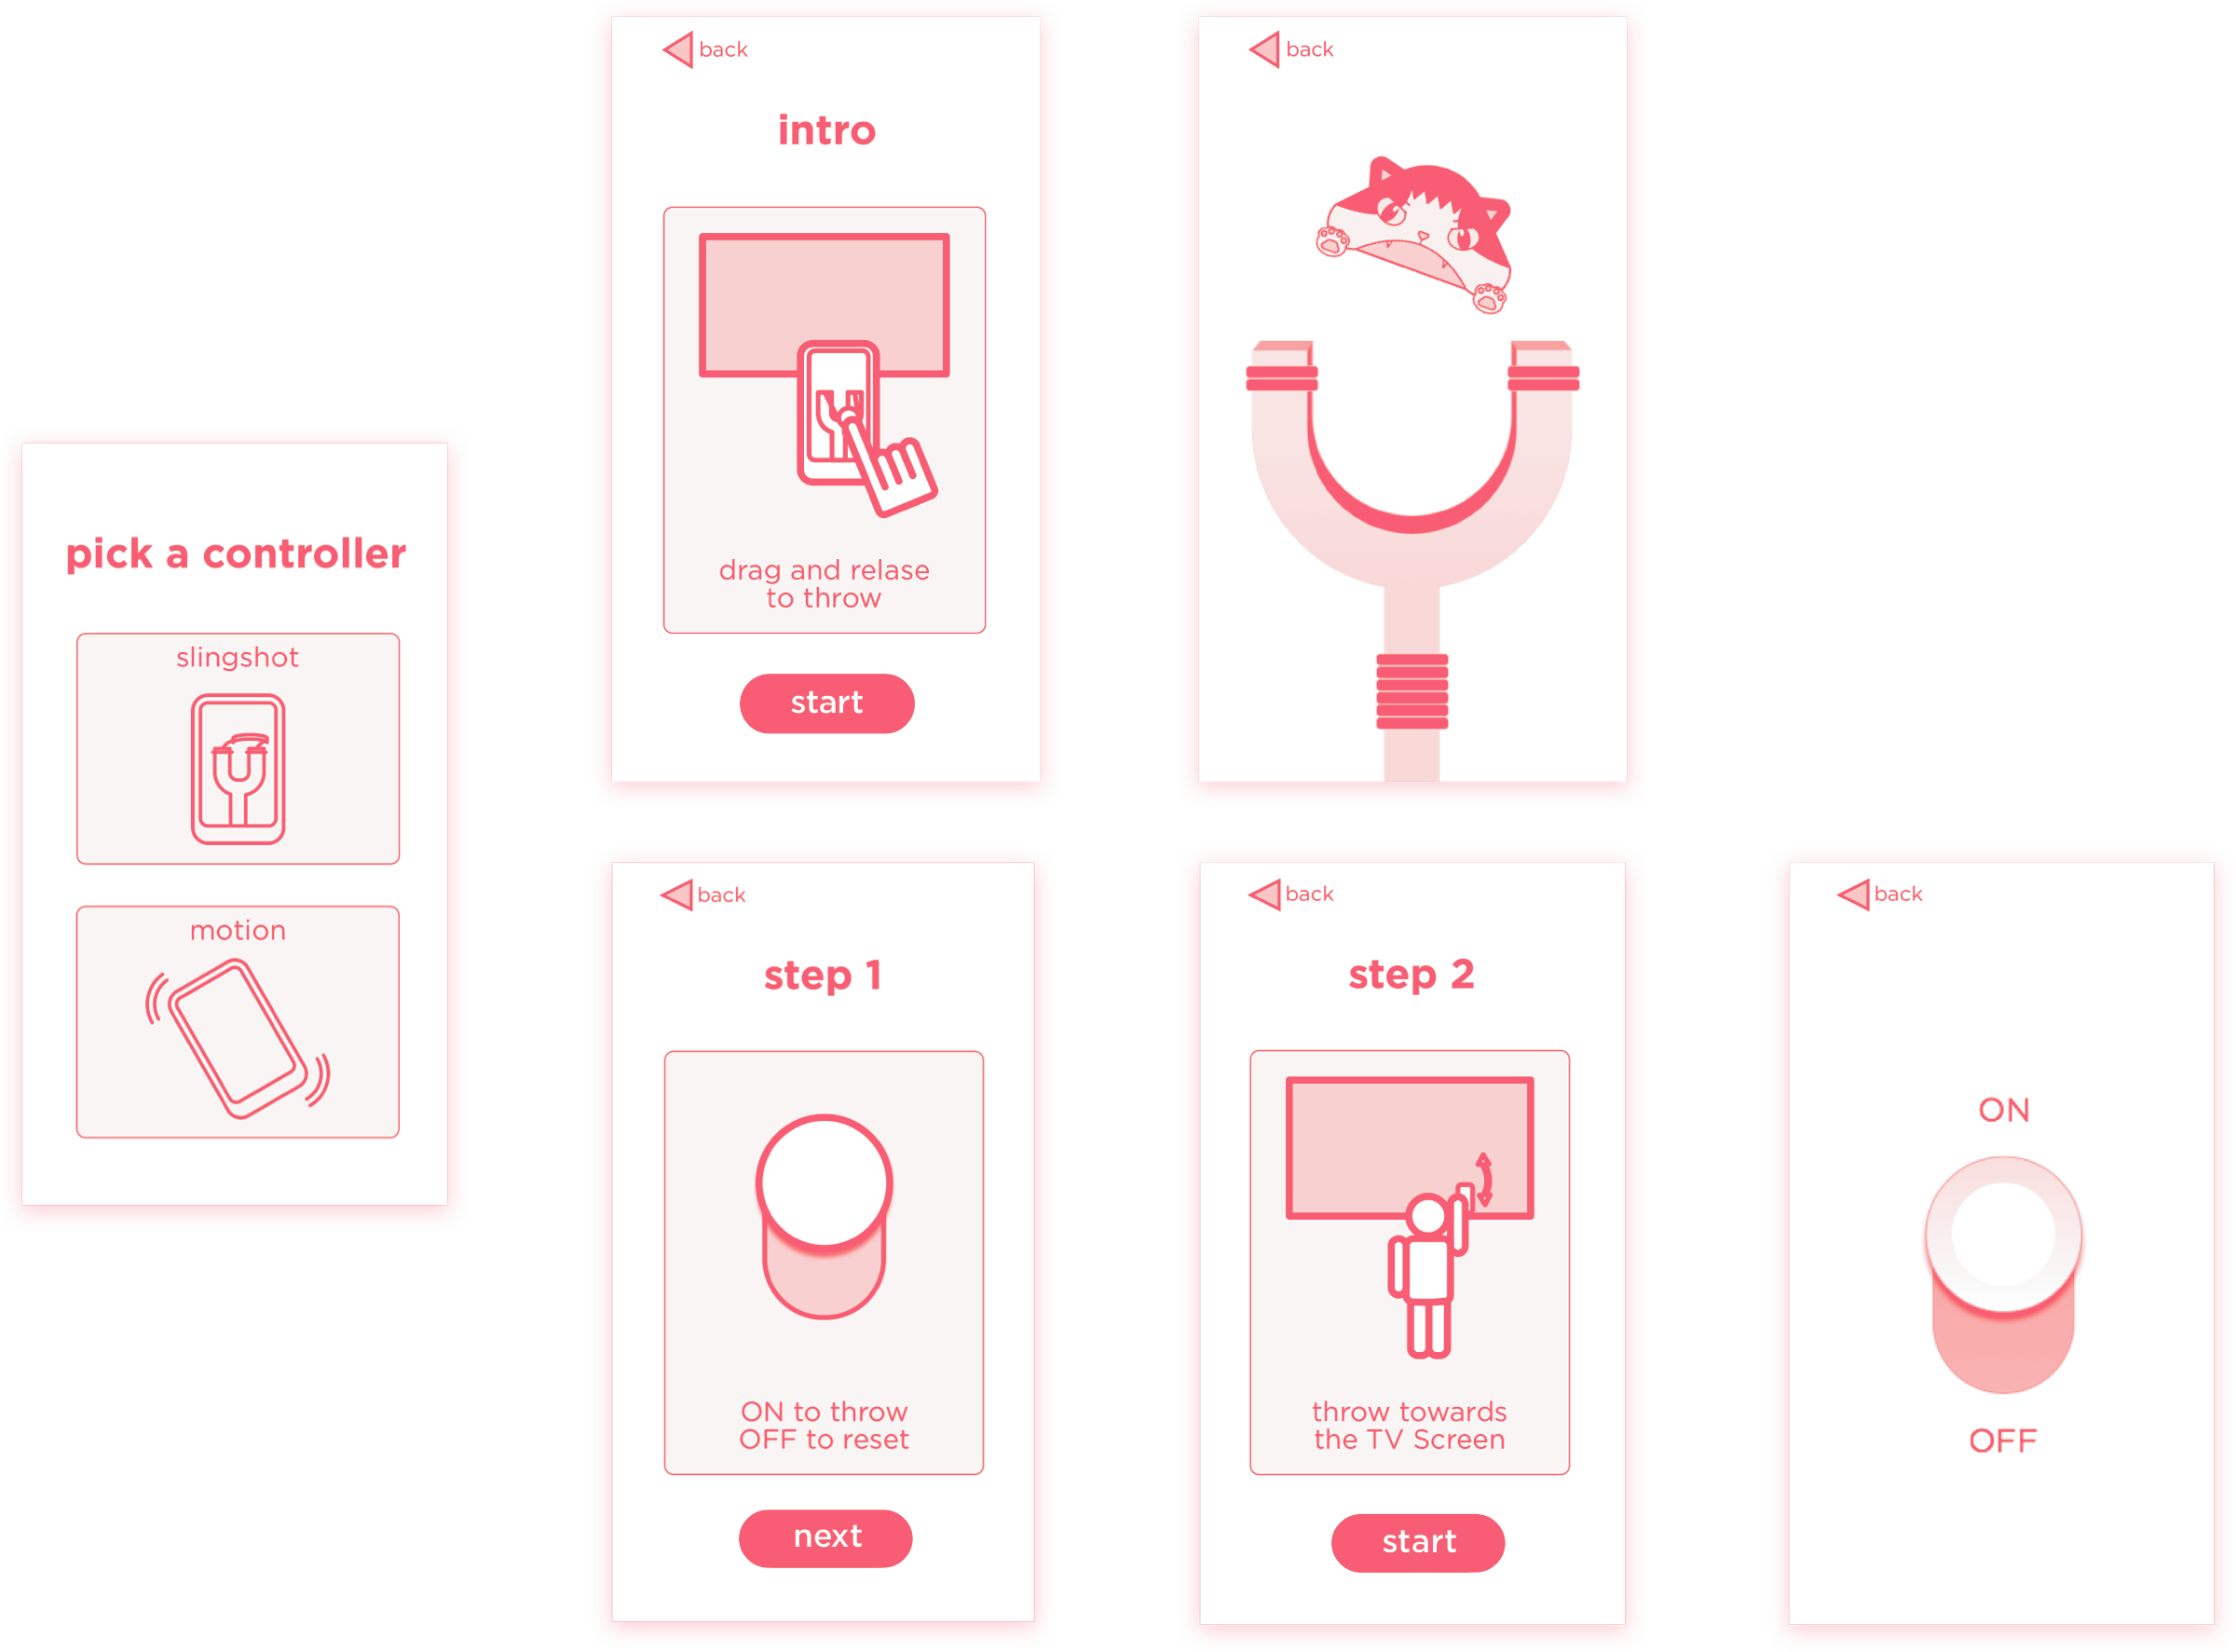 pick a controller
slingshot
motion
back
intro
drag and relase
to throw
start
back
back
step 1
ON to throw
OFF to reset
next
back
step 2
throw towards
the TV Screen
start
back
ON
OFF